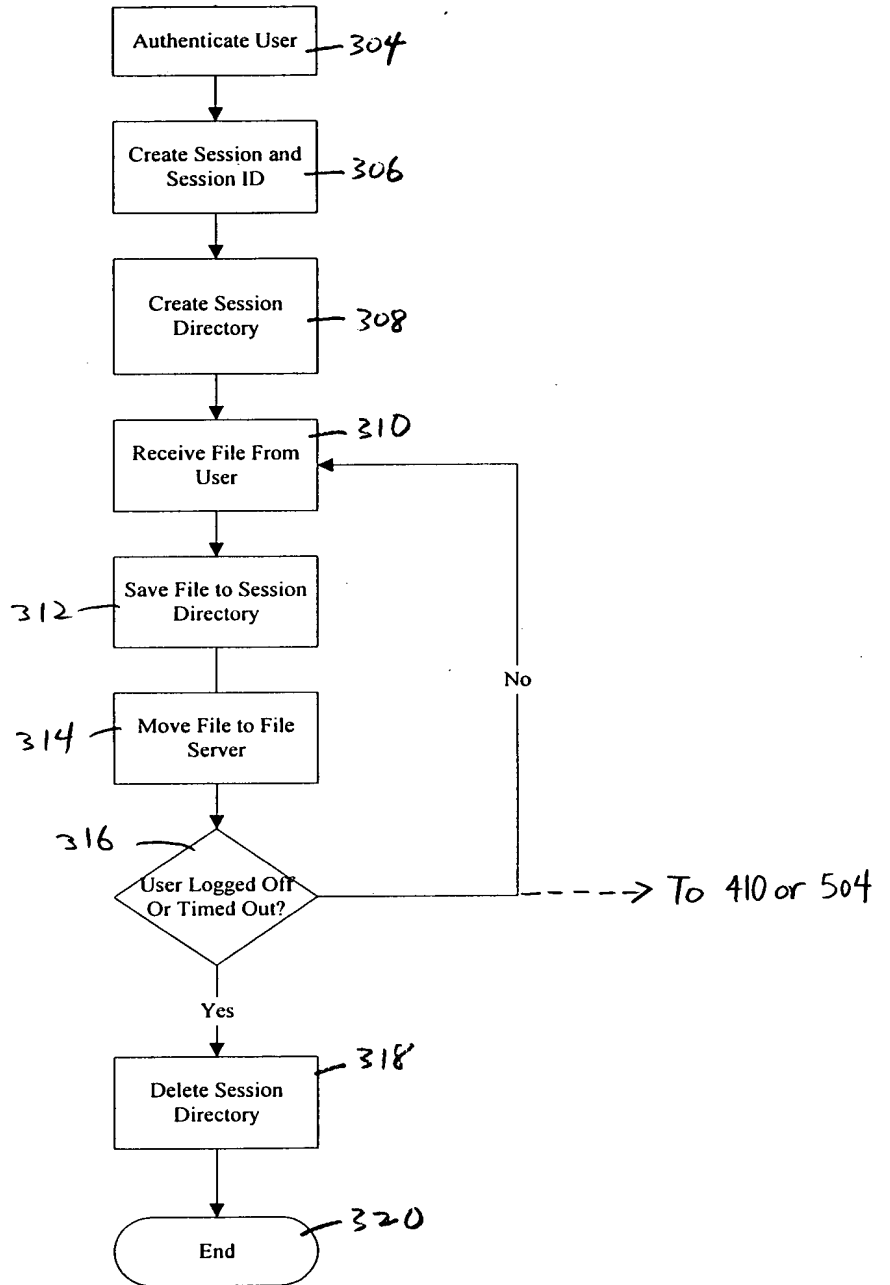 Authenticate User
304
Create Session and
Session ID
306
Create Session
Directory
308
310
Receive File From
User
Save File to Session
Directory
312
No
Move File to File
Server
314
316
User Logged Off
Or Timed Out?
To 410 or 504
Yes
318
Delete Session
Directory
320
End